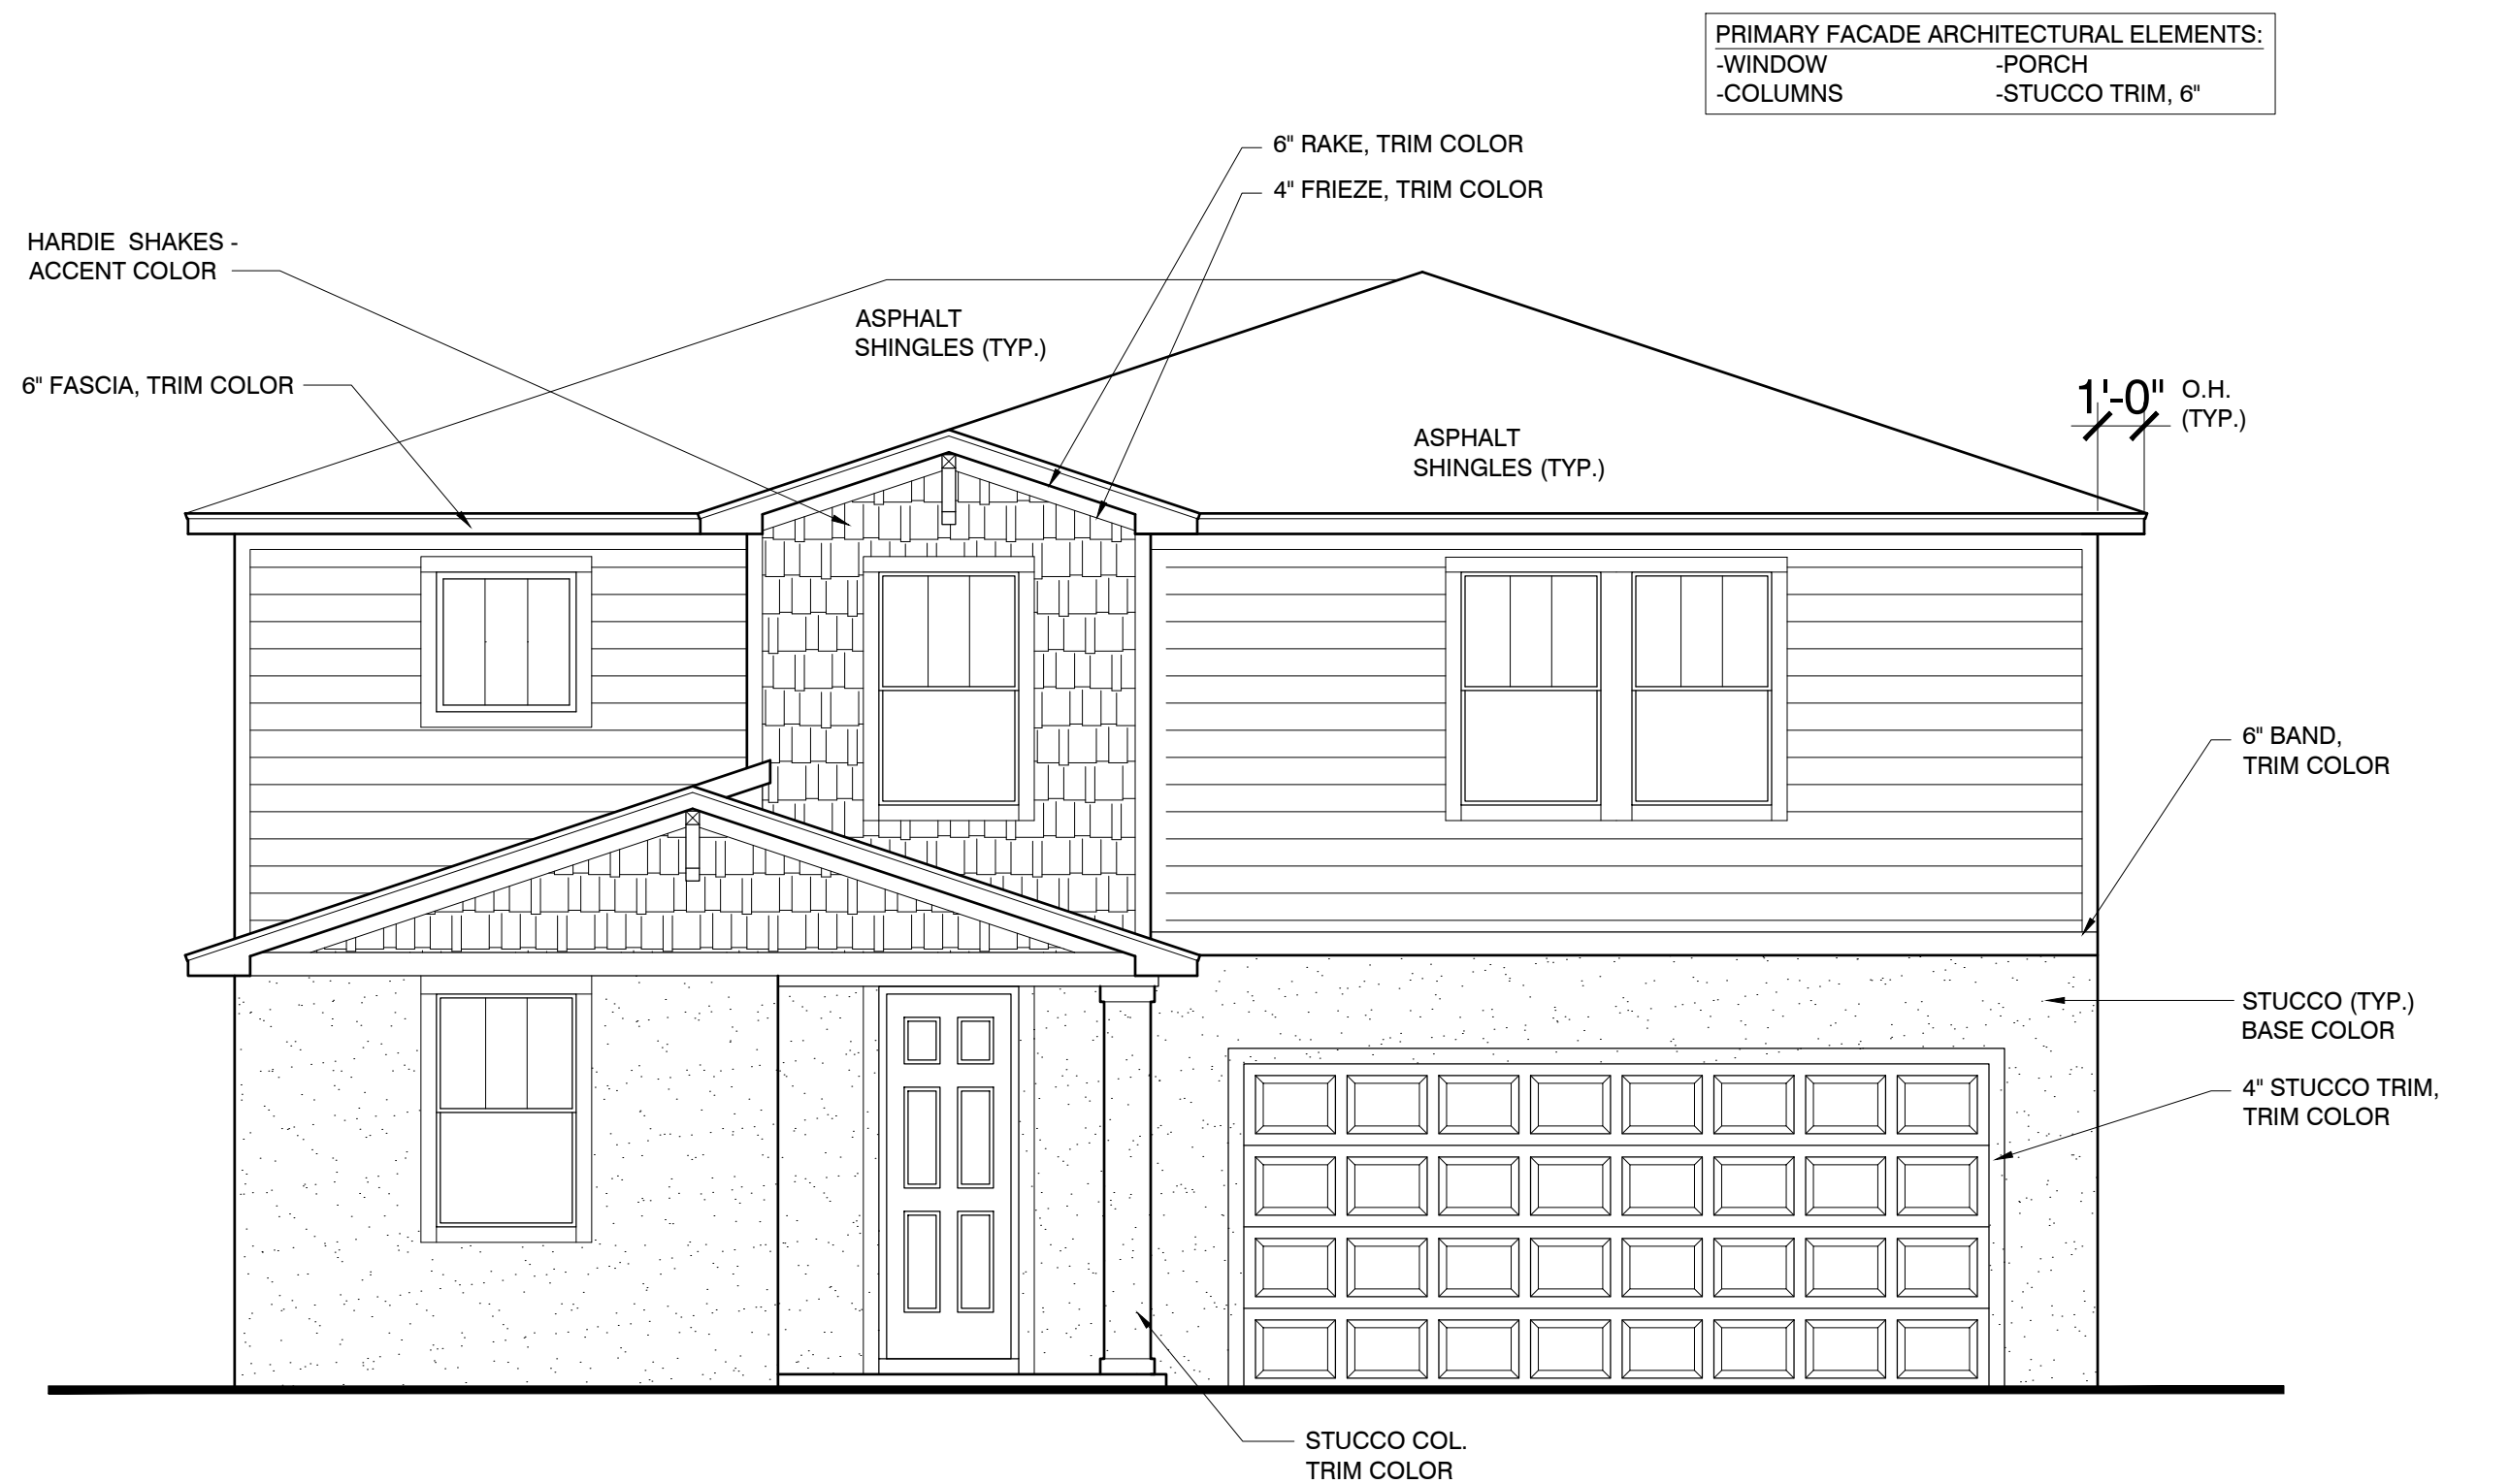 PRIMARY FACADE ARCHITECTURAL ELEMENTS:
-WINDOW -PORCH
-COLUMNS -STUCCO TRIM, 6"
6" RAKE, TRIM COLOR
4" FRIEZE, TRIM COLOR
HARDIE SHAKES -
ACCENT COLOR
ASPHALT
SHINGLES (TYP.)
6" FASCIA, TRIM COLOR
1'-0" O.H.
(TYP.)
ASPHALT
SHINGLES (TYP.)
6" BAND,
TRIM COLOR
STUCCO (TYP.)
BASE COLOR
4" STUCCO TRIM,
TRIM COLOR
STUCCO COL.
TRIM COLOR